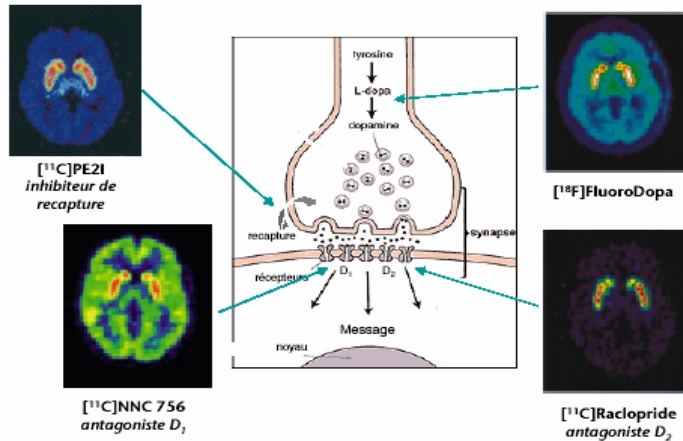 tyrosine
L-dopa
dopamine
[¹¹C]PE2I
inhibiteur de
recapture
[¹⁸F]FluoroDopa
recapture
synapse
récepteurs
D₁
D₂
Message
noyau
[¹¹C]NNC 756
antagoniste D₁
[¹¹C]Raclopride
antagoniste D₂